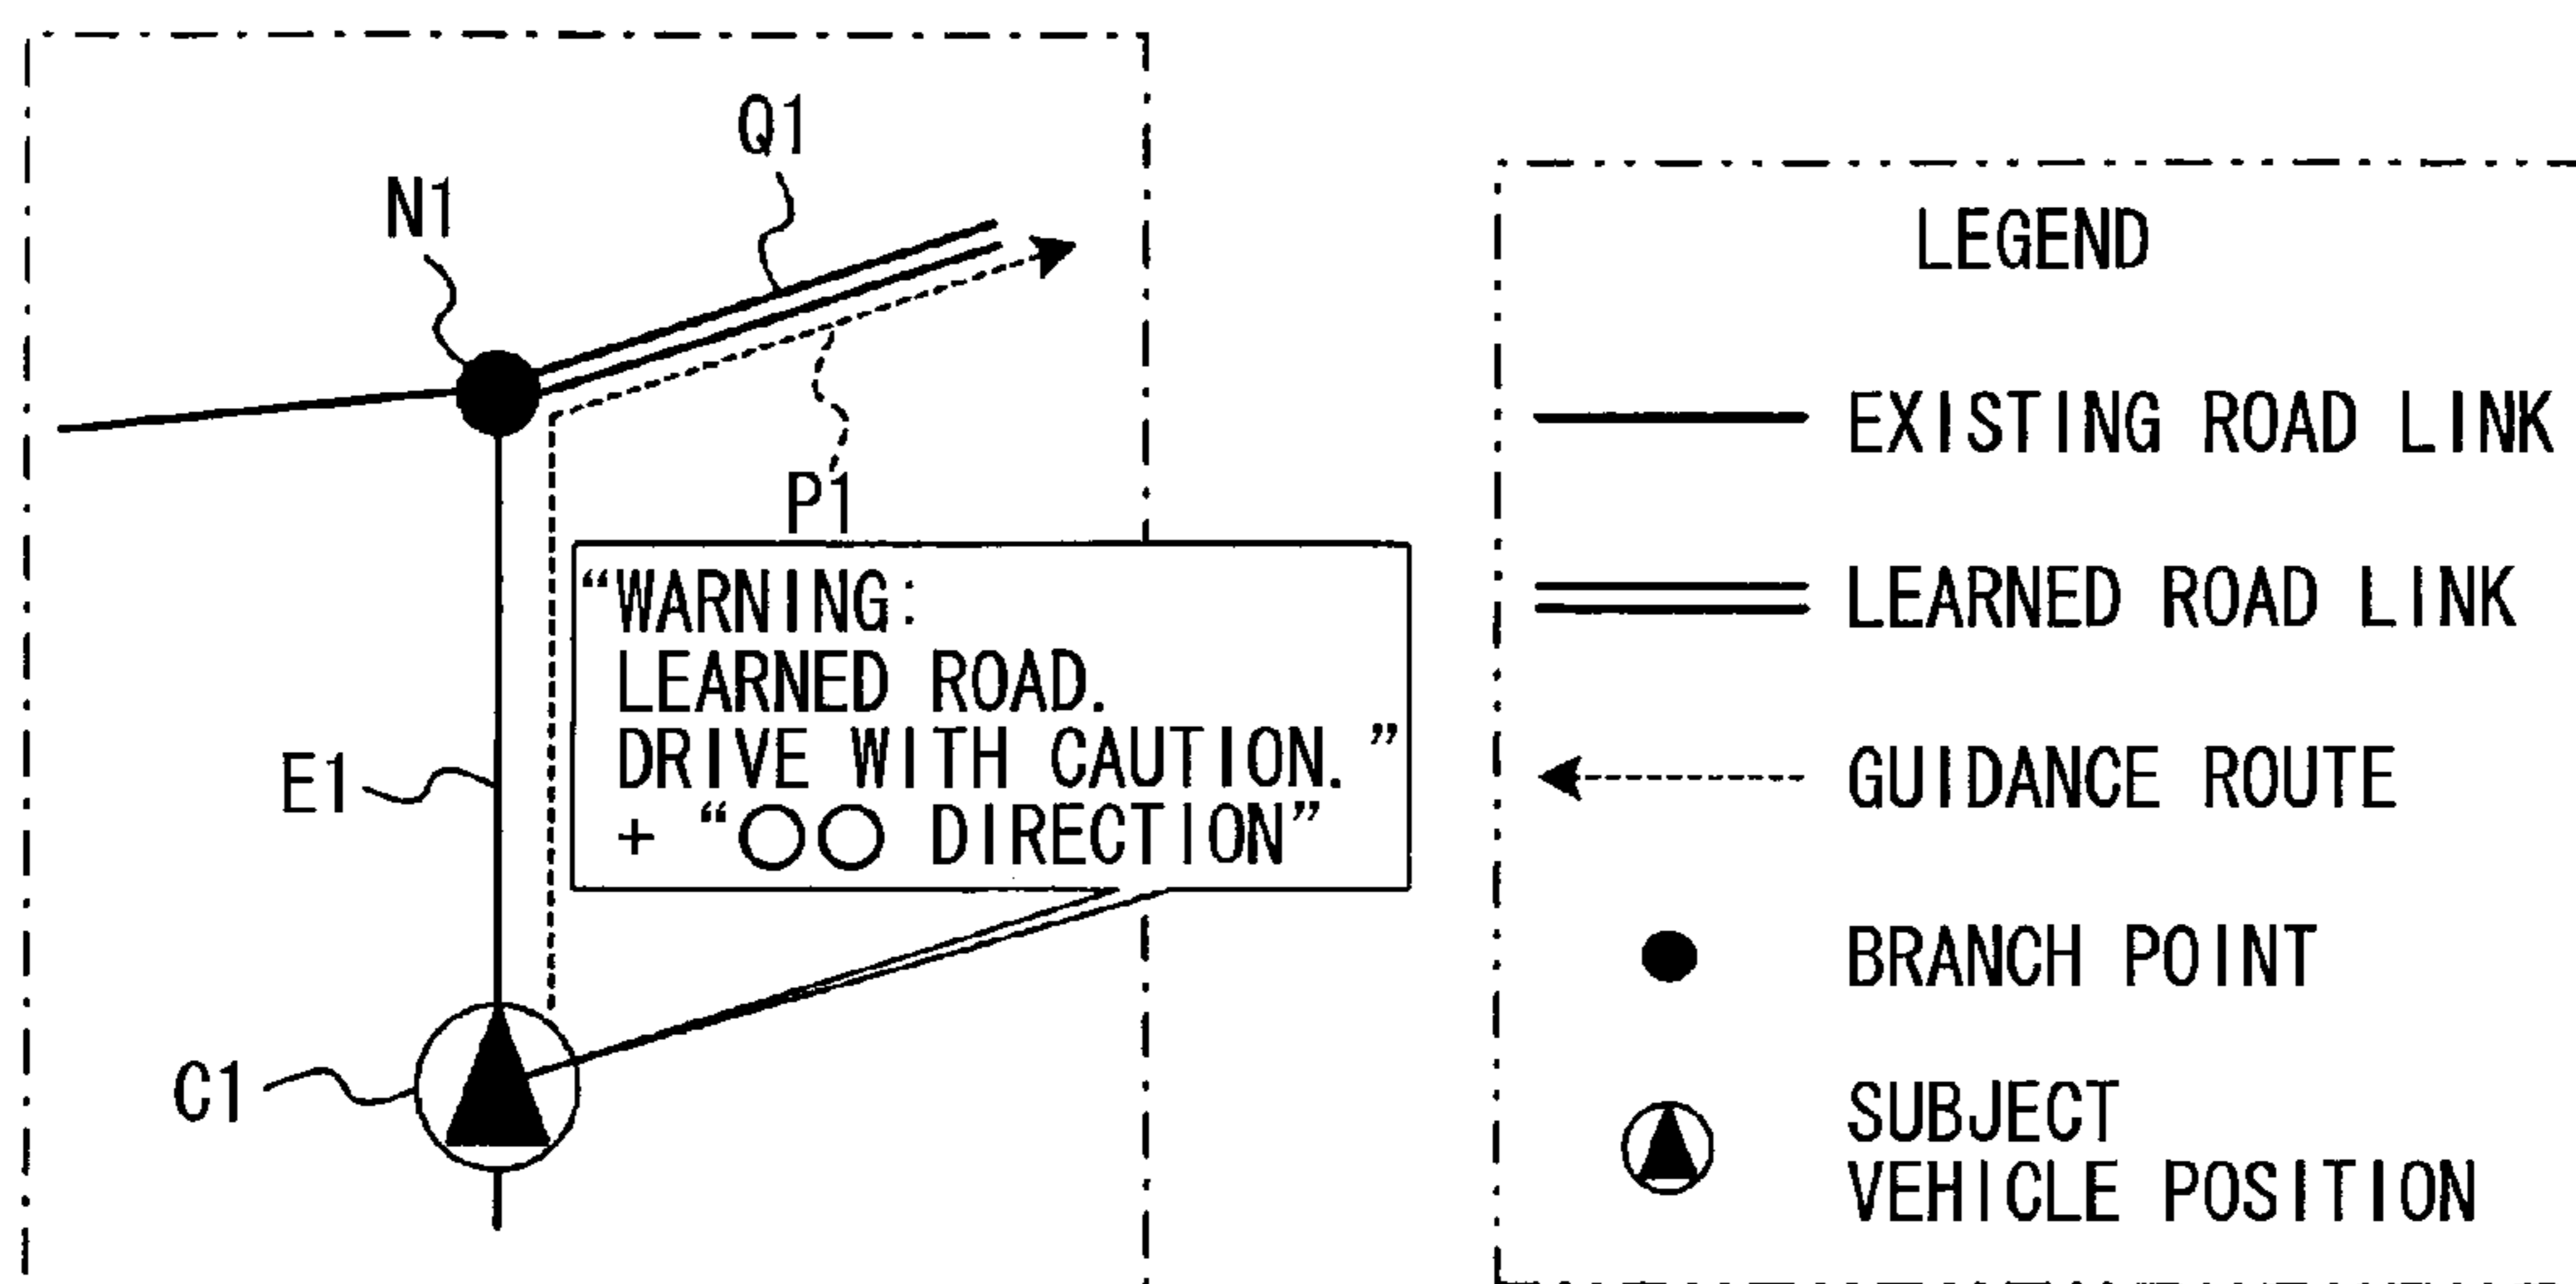 Q1
N1
P1
“WARNING:
LEARNED ROAD.
DRIVE WITH CAUTION.”
+ “○○ DIRECTION”
E1
C1
LEGEND
EXISTING ROAD LINK
LEARNED ROAD LINK
GUIDANCE ROUTE
BRANCH POINT
SUBJECT
VEHICLE POSITION